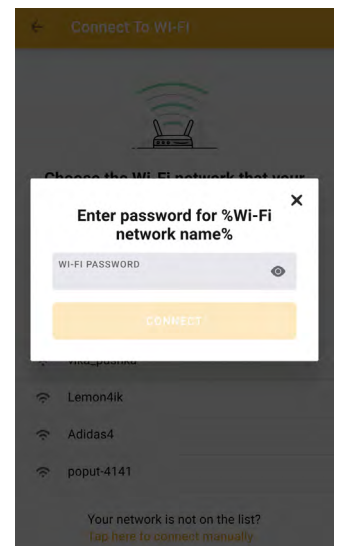 Connect To WI-FI
Choose the Wi-Fi network that your
Enter password for %Wi-Fi
network name%
WI-FI PASSWORD
CONNECT
vika_pushka
Lemon4ik
Adidas4
poput-4141
Your network is not on the list?
Tap here to connect manually